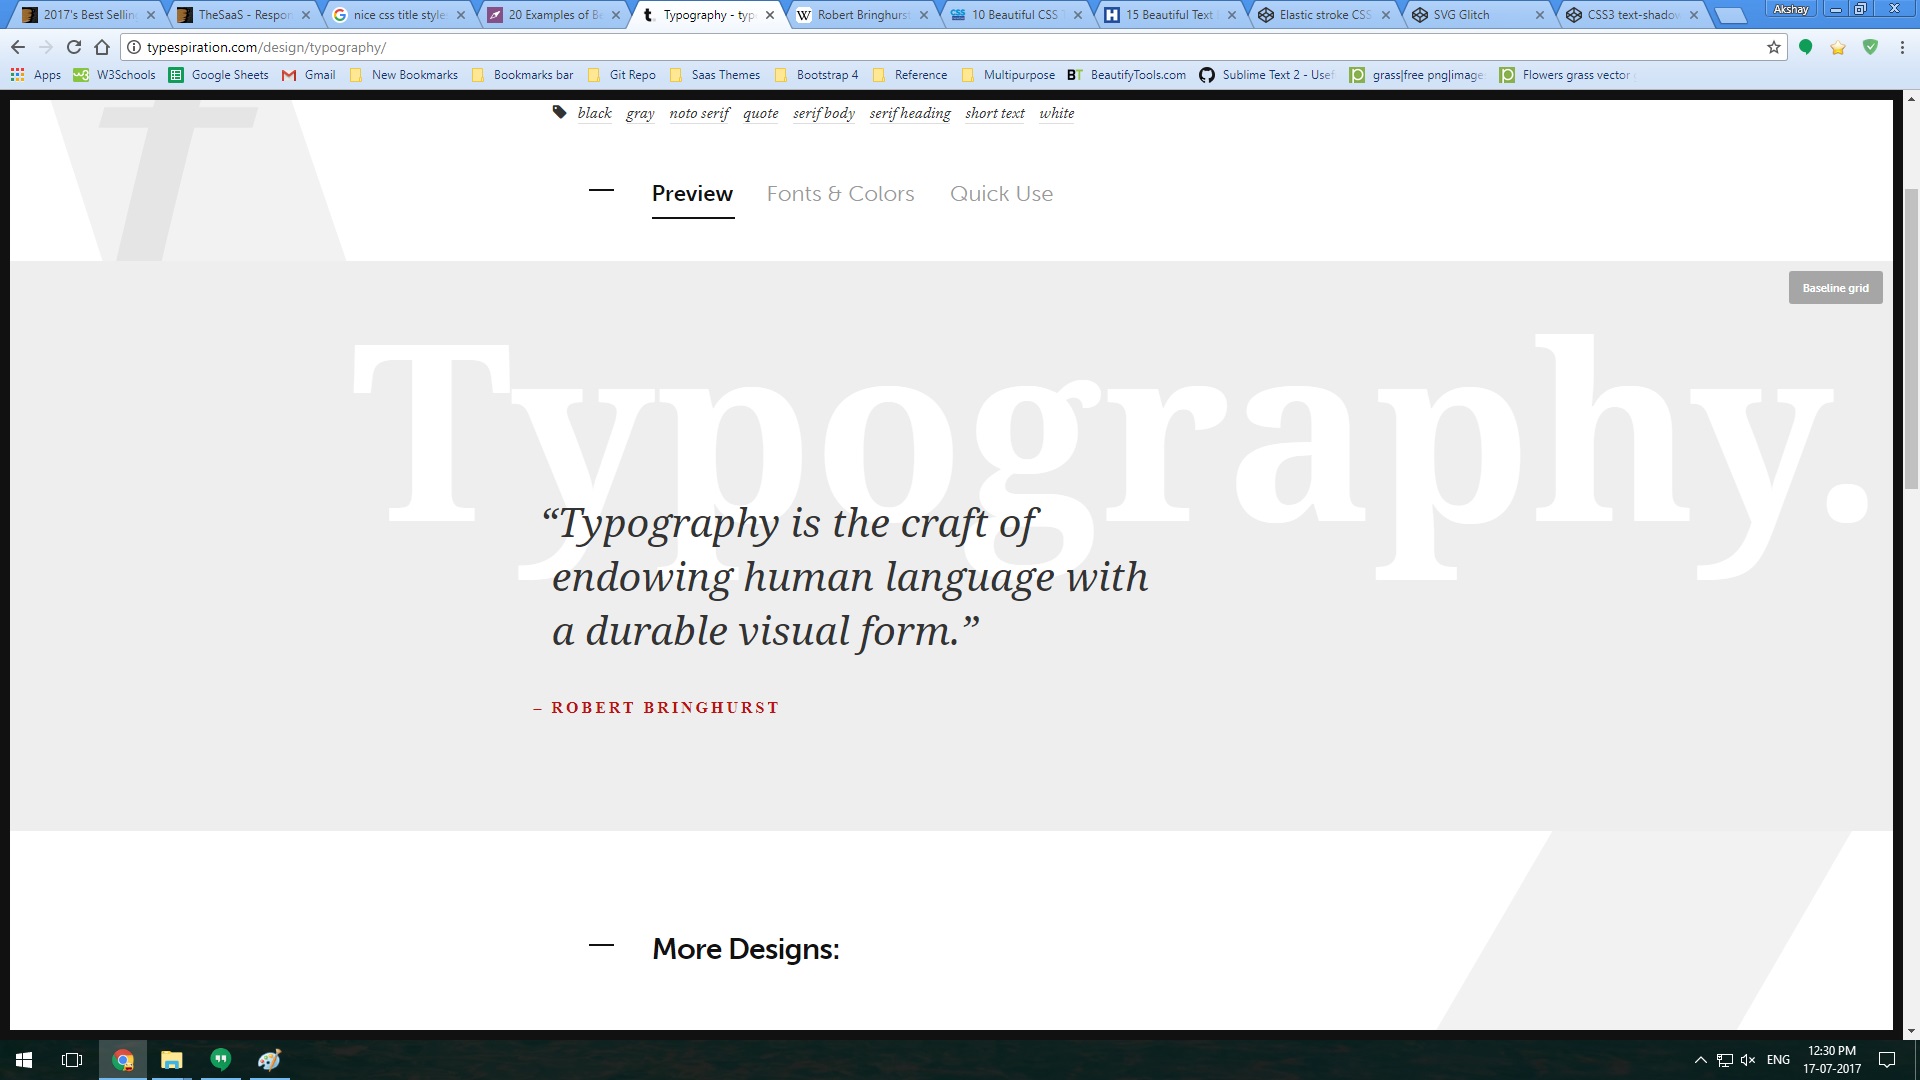 2017's Best Sellin
TheSaaS - Respon
nice css title style
20 Examples of Be
Typography - typ
Robert Bringhurs
10 Beautiful CSS T
15 Beautiful Text
Elastic stroke CSS
SVG Glitch
CSS3 text-shadow
Akshay
typespiration.com/design/typography/
Apps W3Schools Google Sheets Gmail New Bookmarks Bookmarks bar Git Repo Saas Themes Bootstrap 4 Reference Multipurpose BT BeautifyTools.com Sublime Text 2 - Usef grass|free png|image Flowers grass vector
black gray noto serif quote serif body serif heading short text white
Preview Fonts & Colors Quick Use
Baseline grid
Typography.
“Typography is the craft of
endowing human language with
a durable visual form.”
– ROBERT BRINGHURST
More Designs:
ENG
12:30 PM
17-07-2017